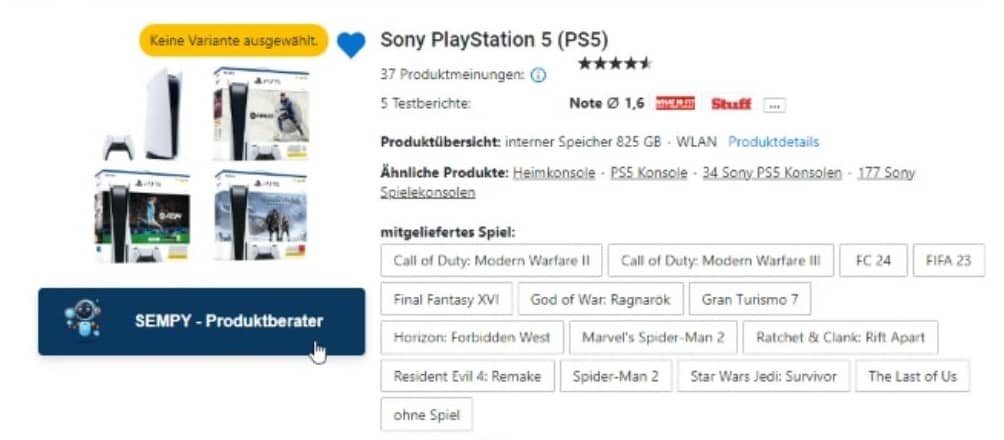 Keine Variante ausgewählt.
Sony PlayStation 5 (PS5)
37 Produktmeinungen:
5 Testberichte: Note Ø 1,6 WHAT HI-FI? Stuff ...
Produktübersicht: interner Speicher 825 GB · WLAN Produktdetails
Ähnliche Produkte: Heimkonsole · PS5 Konsole · 34 Sony PS5 Konsolen · 177 Sony
Spielekonsolen
mitgeliefertes Spiel:
Call of Duty: Modern Warfare II Call of Duty: Modern Warfare III FC 24 FIFA 23
Final Fantasy XVI God of War: Ragnarök Gran Turismo 7
Horizon: Forbidden West Marvel's Spider-Man 2 Ratchet & Clank: Rift Apart
Resident Evil 4: Remake Spider-Man 2 Star Wars Jedi: Survivor The Last of Us
ohne Spiel
SEMPY - Produktberater